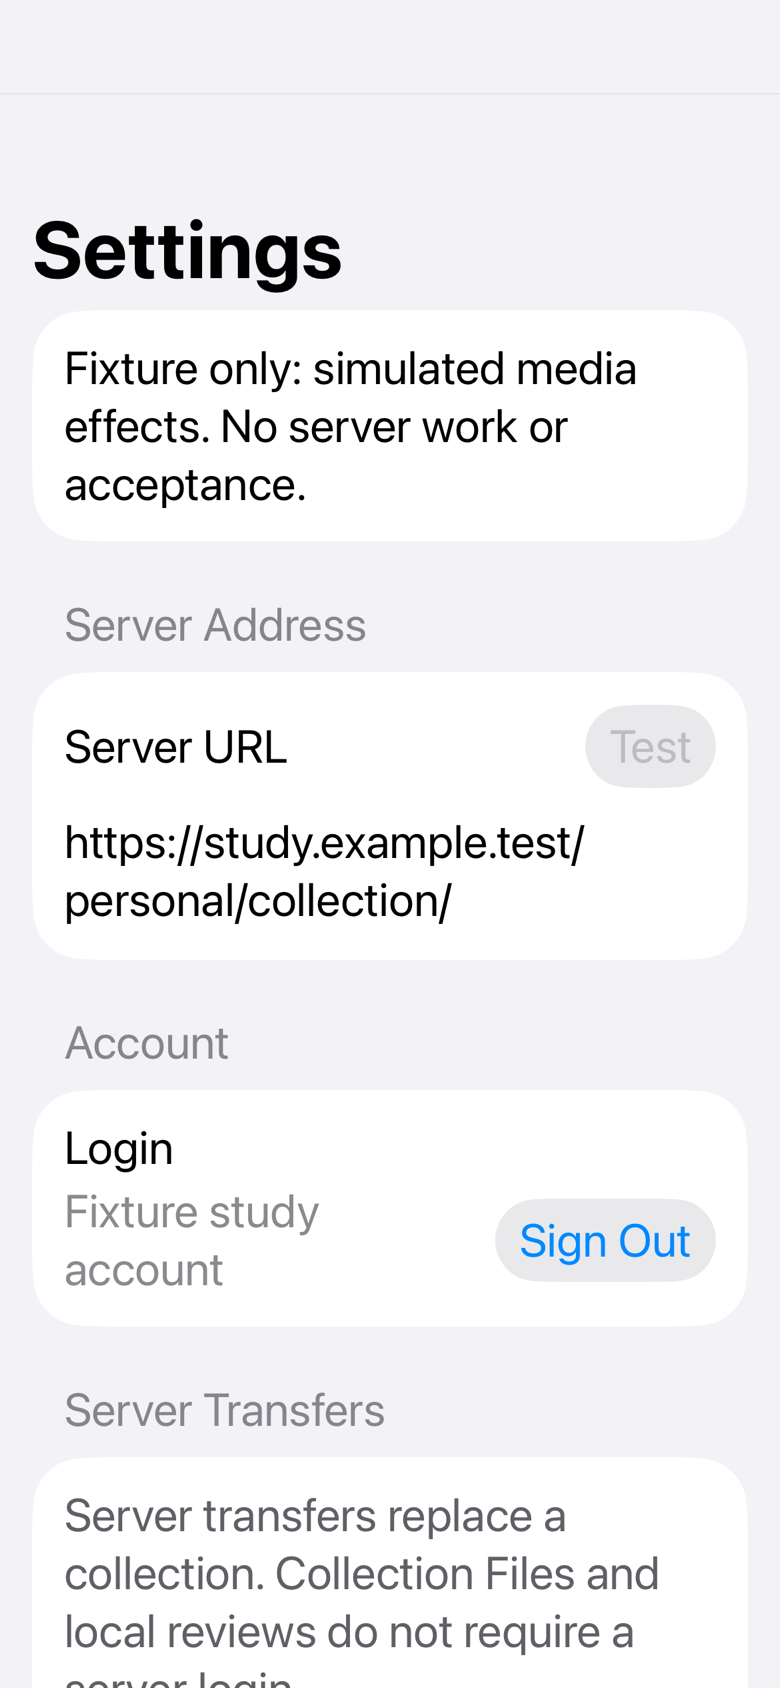 Settings
Fixture only: simulated media
effects. No server work or
acceptance.
Server Address
Server URL
Test
https://study.example.test/
personal/collection/
Account
Login
Fixture study
account
Sign Out
Server Transfers
Server transfers replace a
collection. Collection Files and
local reviews do not require a
server login